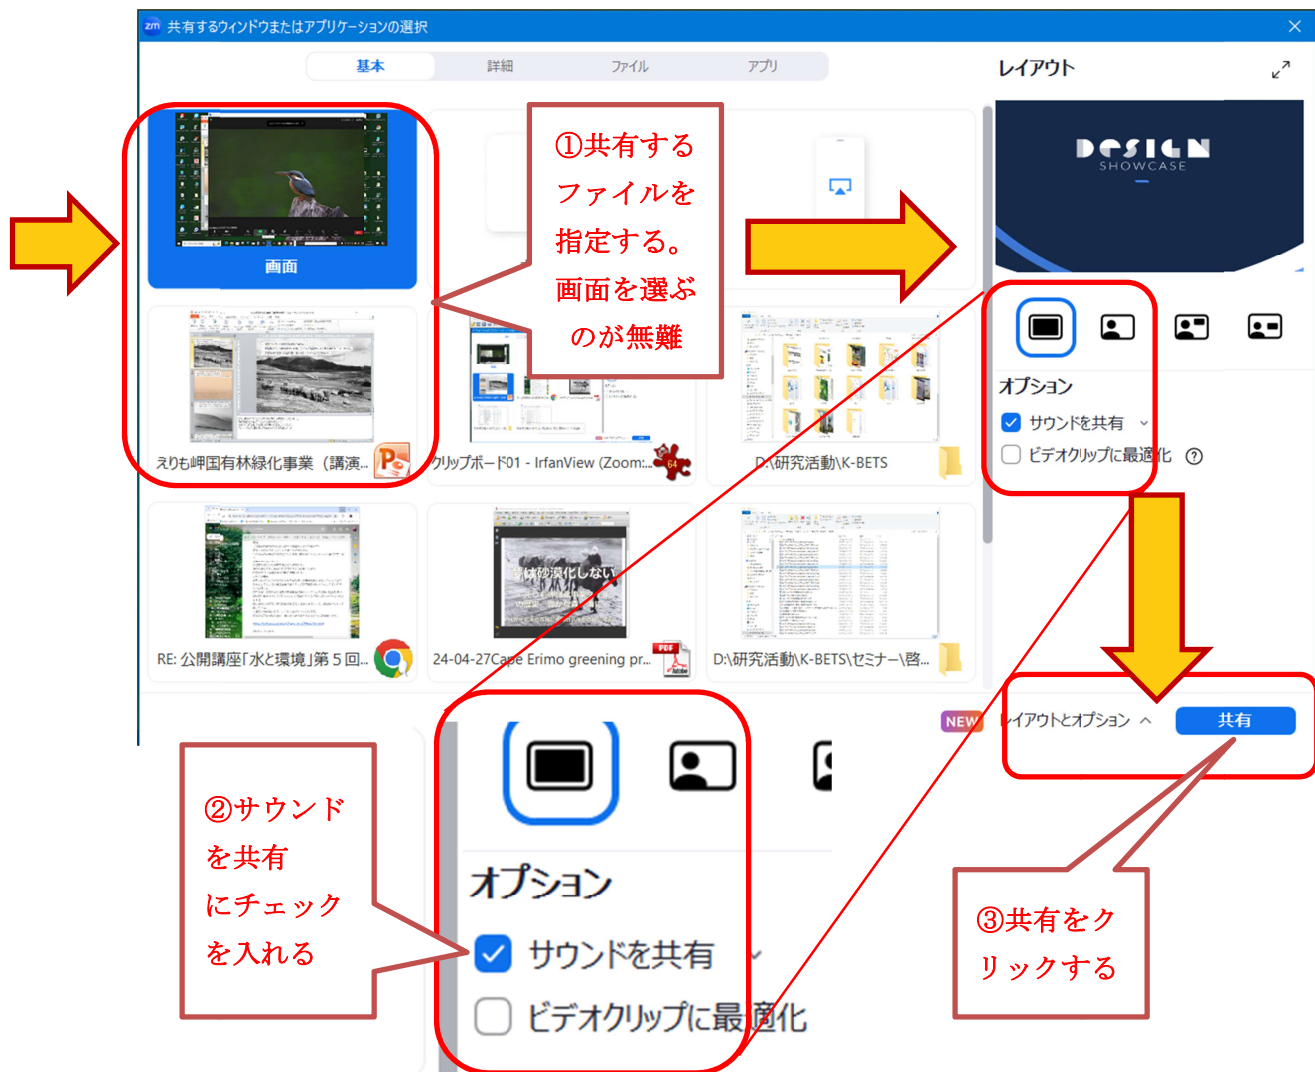 zm 共有するウィンドウまたはアプリケーションの選択
基本 詳細 ファイル アプリ
レイアウト
DESIGN
SHOWCASE
画面
①共有する
ファイルを
指定する。
画面を選ぶ
のが無難
オプション
サウンドを共有
ビデオクリップに最適化
えりも岬国有林緑化事業（講演...
クリップボード01 - IrfanView (Zoom:...
64
D:\研究活動\K-BETS
砂漠化しない
RE: 公開講座「水と環境」第５回...
24-04-27Cape Erimo greening pr...
PDF
Adobe
D:\研究活動\K-BETS\セミナー\啓...
NEW レイアウトとオプション 共有
②サウンド
を共有
にチェック
を入れる
オプション
サウンドを共有
ビデオクリップに最適化
③共有をク
リックする